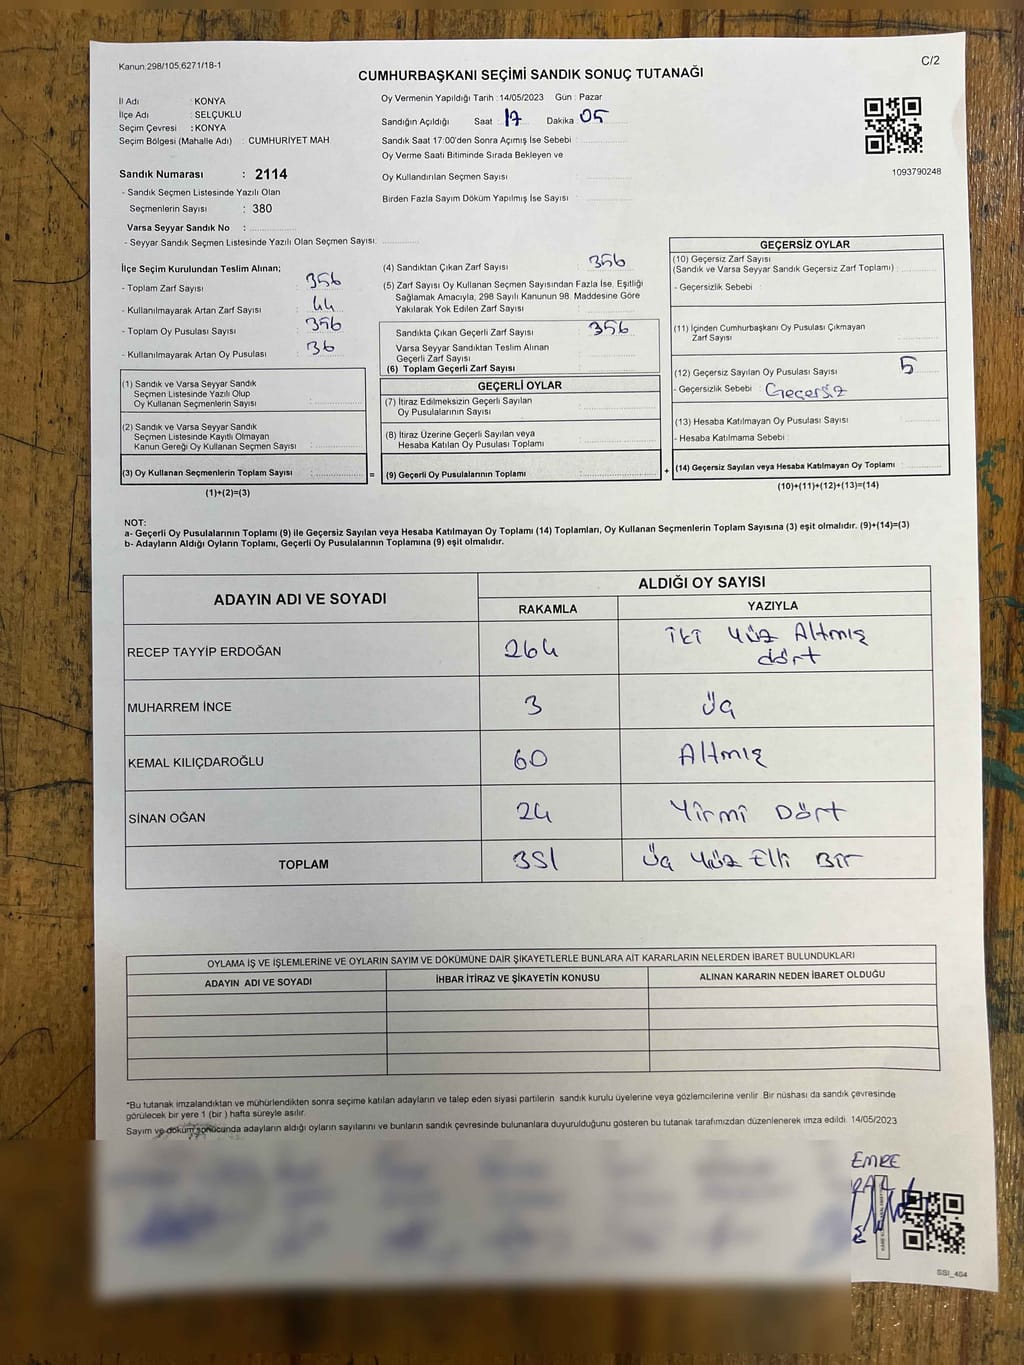 Kanun:298/105,6271/18-1
C/2
CUMHURBAŞKANI SEÇİMİ SANDIK SONUÇ TUTANAĞI
İl Adı : KONYA
İlçe Adı : SELÇUKLU
Seçim Çevresi : KONYA
Seçim Bölgesi (Mahalle Adı) : CUMHURIYET MAH
Oy Vermenin Yapıldığı Tarih :14/05/2023 Gün : Pazar
Sandığın Açıldığı Saat : 17 Dakika : 05
Sandık Saat 17:00'den Sonra Açımış İse Sebebi :
Oy Verme Saati Bitiminde Sırada Bekleyen ve
Oy Kullandırılan Seçmen Sayısı :
Birden Fazla Sayım Döküm Yapılmış İse Sayısı :
1093790248
Sandık Numarası : 2114
- Sandık Seçmen Listesinde Yazılı Olan
Seçmenlerin Sayısı : 380
Varsa Seyyar Sandık No :
- Seyyar Sandık Seçmen Listesinde Yazılı Olan Seçmen Sayısı:
İlçe Seçim Kurulundan Teslim Alınan;
- Toplam Zarf Sayısı : 356
- Kullanılmayarak Artan Zarf Sayısı : 44
- Toplam Oy Pusulası Sayısı : 356
- Kullanılmayarak Artan Oy Pusulası : 36
(1) Sandık ve Varsa Seyyar Sandık
Seçmen Listesinde Yazılı Olup
Oy Kullanan Seçmenlerin Sayısı :
(2) Sandık ve Varsa Seyyar Sandık
Seçmen Listesinde Kayıtlı Olmayan
Kanun Gereği Oy Kullanan Seçmen Sayısı :
(3) Oy Kullanan Seçmenlerin Toplam Sayısı :
(1)+(2)=(3)
(4) Sandıktan Çıkan Zarf Sayısı : 356
(5) Zarf Sayısı Oy Kullanan Seçmen Sayısından Fazla İse, Eşitliği
Sağlamak Amacıyla, 298 Sayılı Kanunun 98. Maddesine Göre
Yakılarak Yok Edilen Zarf Sayısı :
Sandıkta Çıkan Geçerli Zarf Sayısı : 356
Varsa Seyyar Sandıktan Teslim Alınan
Geçerli Zarf Sayısı :
(6) Toplam Geçerli Zarf Sayısı :
GEÇERLİ OYLAR
(7) İtiraz Edilmeksizin Geçerli Sayılan
Oy Pusulalarının Sayısı :
(8) İtiraz Üzerine Geçerli Sayılan veya
Hesaba Katılan Oy Pusulası Toplamı :
= (9) Geçerli Oy Pusulalarının Toplamı :
GEÇERSİZ OYLAR
(10) Geçersiz Zarf Sayısı
(Sandık ve Varsa Seyyar Sandık Geçersiz Zarf Toplamı) :
- Geçersizlik Sebebi :
(11) İçinden Cumhurbaşkanı Oy Pusulası Çıkmayan
Zarf Sayısı :
(12) Geçersiz Sayılan Oy Pusulası Sayısı : 5
- Geçersizlik Sebebi : Geçersiz
(13) Hesaba Katılmayan Oy Pusulası Sayısı :
- Hesaba Katılmama Sebebi :
+ (14) Geçersiz Sayılan veya Hesaba Katılmayan Oy Toplamı :
(10)+(11)+(12)+(13)=(14)
NOT:
a- Geçerli Oy Pusulalarının Toplamı (9) ile Geçersiz Sayılan veya Hesaba Katılmayan Oy Toplamı (14) Toplamları, Oy Kullanan Seçmenlerin Toplam Sayısına (3) eşit olmalıdır. (9)+(14)=(3)
b- Adayların Aldığı Oyların Toplamı, Geçerli Oy Pusulalarının Toplamına (9) eşit olmalıdır.
ADAYIN ADI VE SOYADI
ALDIĞI OY SAYISI
RAKAMLA YAZIYLA
RECEP TAYYİP ERDOĞAN 264 İki Yüz Altmış
dört
MUHARREM İNCE 3 Üç
KEMAL KILIÇDAROĞLU 60 Altmış
SİNAN OĞAN 24 Yirmi Dört
TOPLAM 351 Üç Yüz Elli Bir
OYLAMA İŞ VE İŞLEMLERİNE VE OYLARIN SAYIM VE DÖKÜMÜNE DAİR ŞİKAYETLERLE BUNLARA AİT KARARLARIN NELERDEN İBARET BULUNDUKLARI
ADAYIN ADI VE SOYADI İHBAR İTİRAZ VE ŞİKAYETİN KONUSU ALINAN KARARIN NEDEN İBARET OLDUĞU
*Bu tutanak imzalandıktan ve mühürlendikten sonra seçime katılan adayların ve talep eden siyasi partilerin sandık kurulu üyelerine veya gözlemcilerine verilir. Bir nüshası da sandık çevresinde
görülecek bir yere 1 (bir) hafta süreyle asılır.
Sayım ve döküm sonucunda adayların aldığı oyların sayılarını ve bunların sandık çevresinde bulunanlara duyurulduğunu gösteren bu tutanak tarafımızdan düzenlenerek imza edildi. 14/05/2023
EMRE
SSI_464